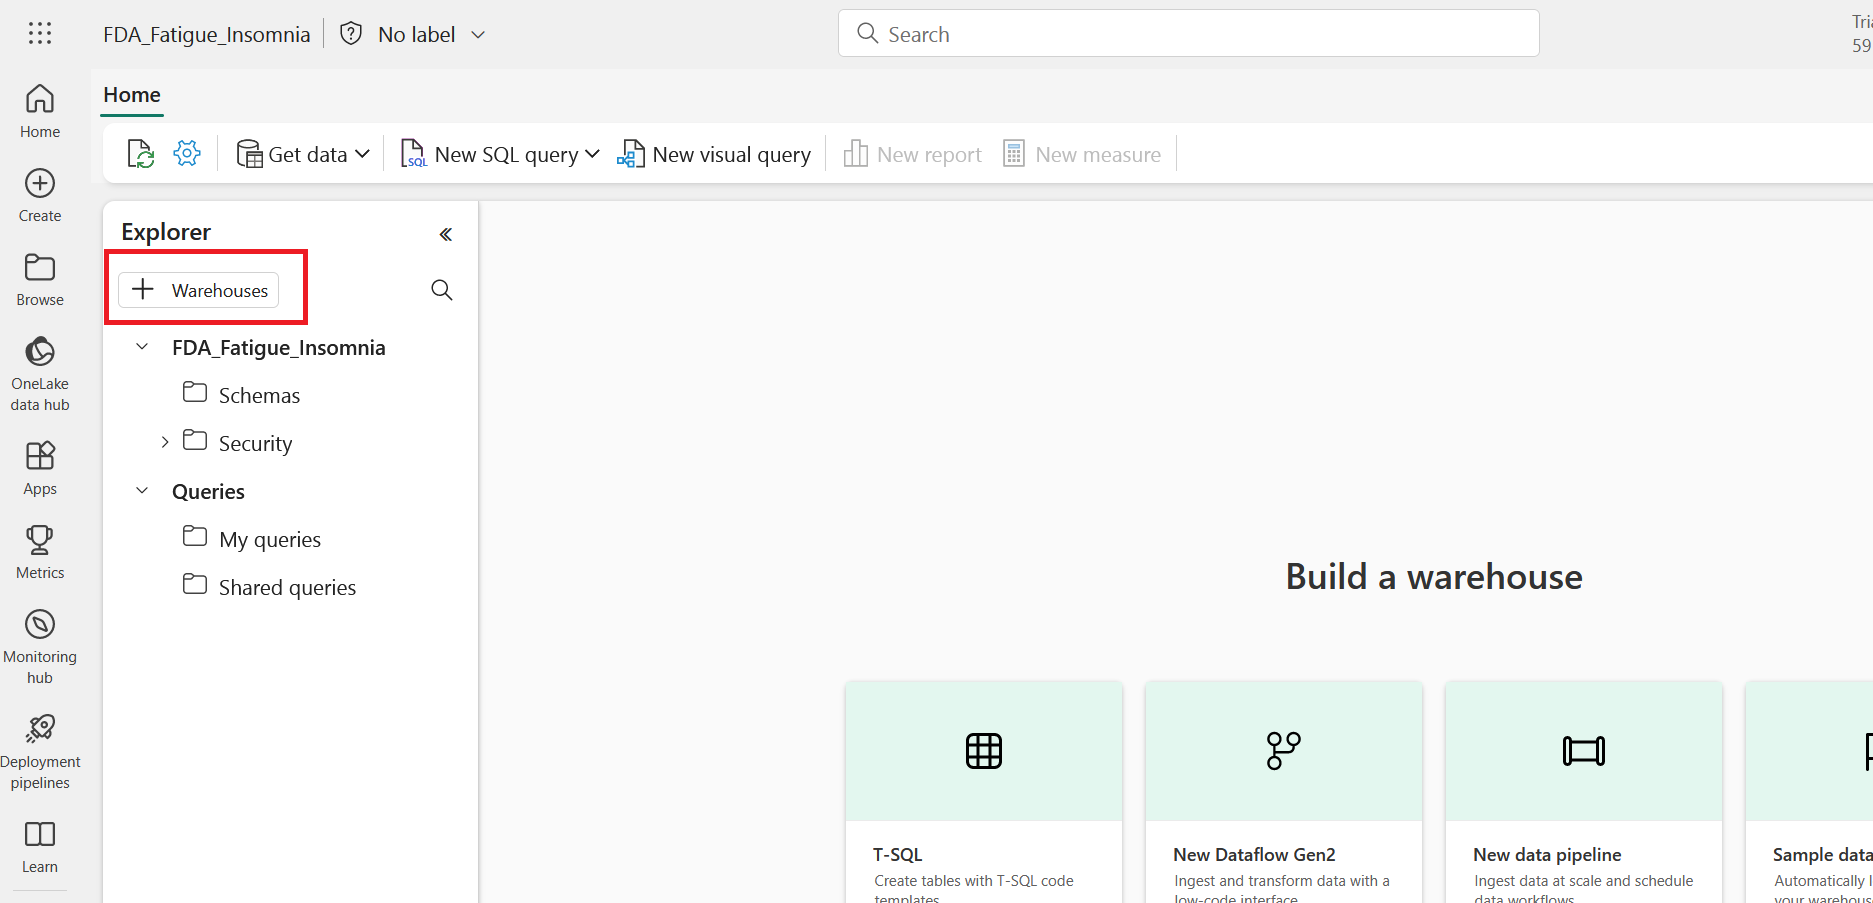 FDA_Fatigue_Insomnia
No label
Search
59
Home
Home
Create
Browse
OneLake
data hub
Apps
Metrics
Monitoring
hub
Deployment
pipelines
Learn
Get data
SQL
New SQL query
New visual query
New report
New measure
Explorer
Warehouses
FDA_Fatigue_Insomnia
Schemas
Security
Queries
My queries
Shared queries
Build a warehouse
T-SQL
Create tables with T-SQL code
templates
New Dataflow Gen2
Ingest and transform data with a
low-code interface
New data pipeline
Ingest data at scale and schedule
data workflows
Sample data
Automatically
your